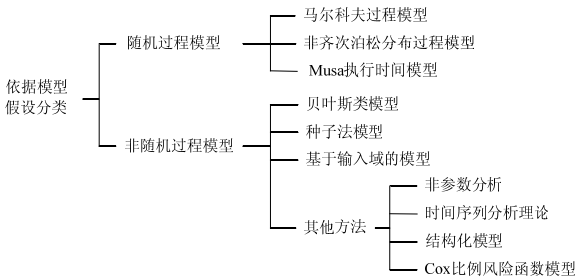 依据模型
假设分类
随机过程模型
马尔科夫过程模型
非齐次泊松分布过程模型
Musa执行时间模型
非随机过程模型
贝叶斯类模型
种子法模型
基于输入域的模型
其他方法
非参数分析
时间序列分析理论
结构化模型
Cox比例风险函数模型